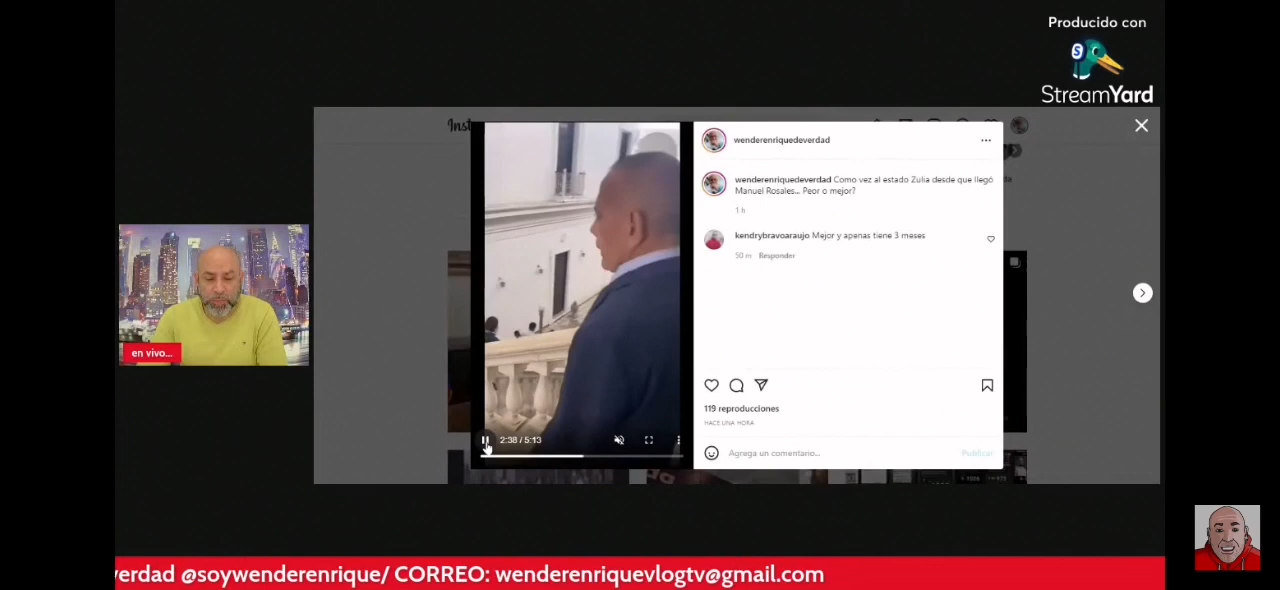 Producido con
StreamYard
Inst
wenderenriquedeverdad
wenderenriquedeverdad Como vez al estado Zulia desde que llegó
Manuel Rosales... Peor o mejor?
1 h
kendrybravoaraujo Mejor y apenas tiene 3 meses
50 m Responder
en vivo...
119 reproducciones
HACE UNA HORA
2:38 / 5:13
Agrega un comentario...
Publicar
verdad @soywenderenrique/ CORREO: wenderenriquevlogtv@gmail.com